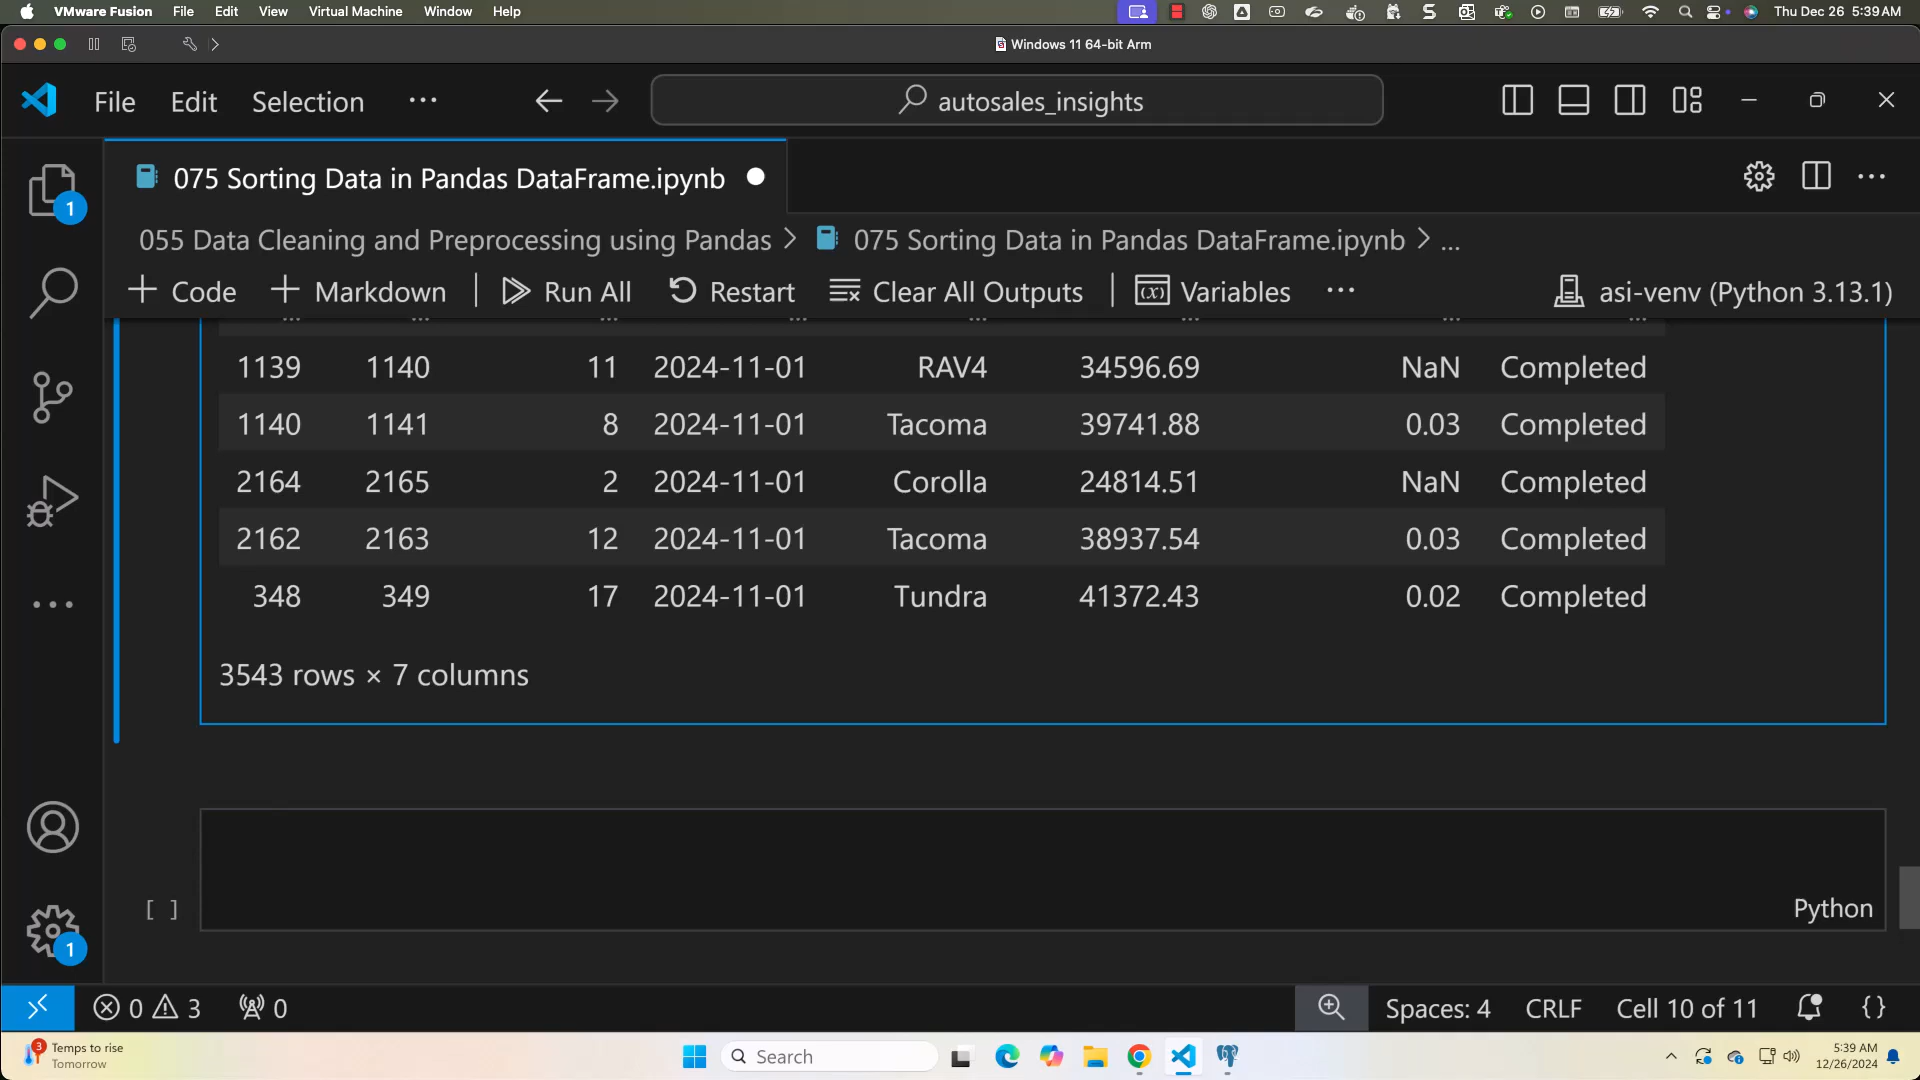 VMware Fusion File Edit View Virtual Machine Window Help Thu Dec 26 5:39 AM
Windows 11 64-bit Arm
File Edit Selection ··· autosales_insights
075 Sorting Data in Pandas DataFrame.ipynb
055 Data Cleaning and Preprocessing using Pandas > 075 Sorting Data in Pandas DataFrame.ipynb > ...
+ Code + Markdown Run All Restart Clear All Outputs Variables ··· asi-venv (Python 3.13.1)
... ... ... ... ... ... ... ...
1139 1140 11 2024-11-01 RAV4 34596.69 NaN Completed
1140 1141 8 2024-11-01 Tacoma 39741.88 0.03 Completed
2164 2165 2 2024-11-01 Corolla 24814.51 NaN Completed
2162 2163 12 2024-11-01 Tacoma 38937.54 0.03 Completed
348 349 17 2024-11-01 Tundra 41372.43 0.02 Completed
3543 rows × 7 columns
[ ]
Python
1
1
0 3 0 Spaces: 4 CRLF Cell 10 of 11 {}
3 Temps to rise
Tomorrow
Search
5:39 AM
12/26/2024